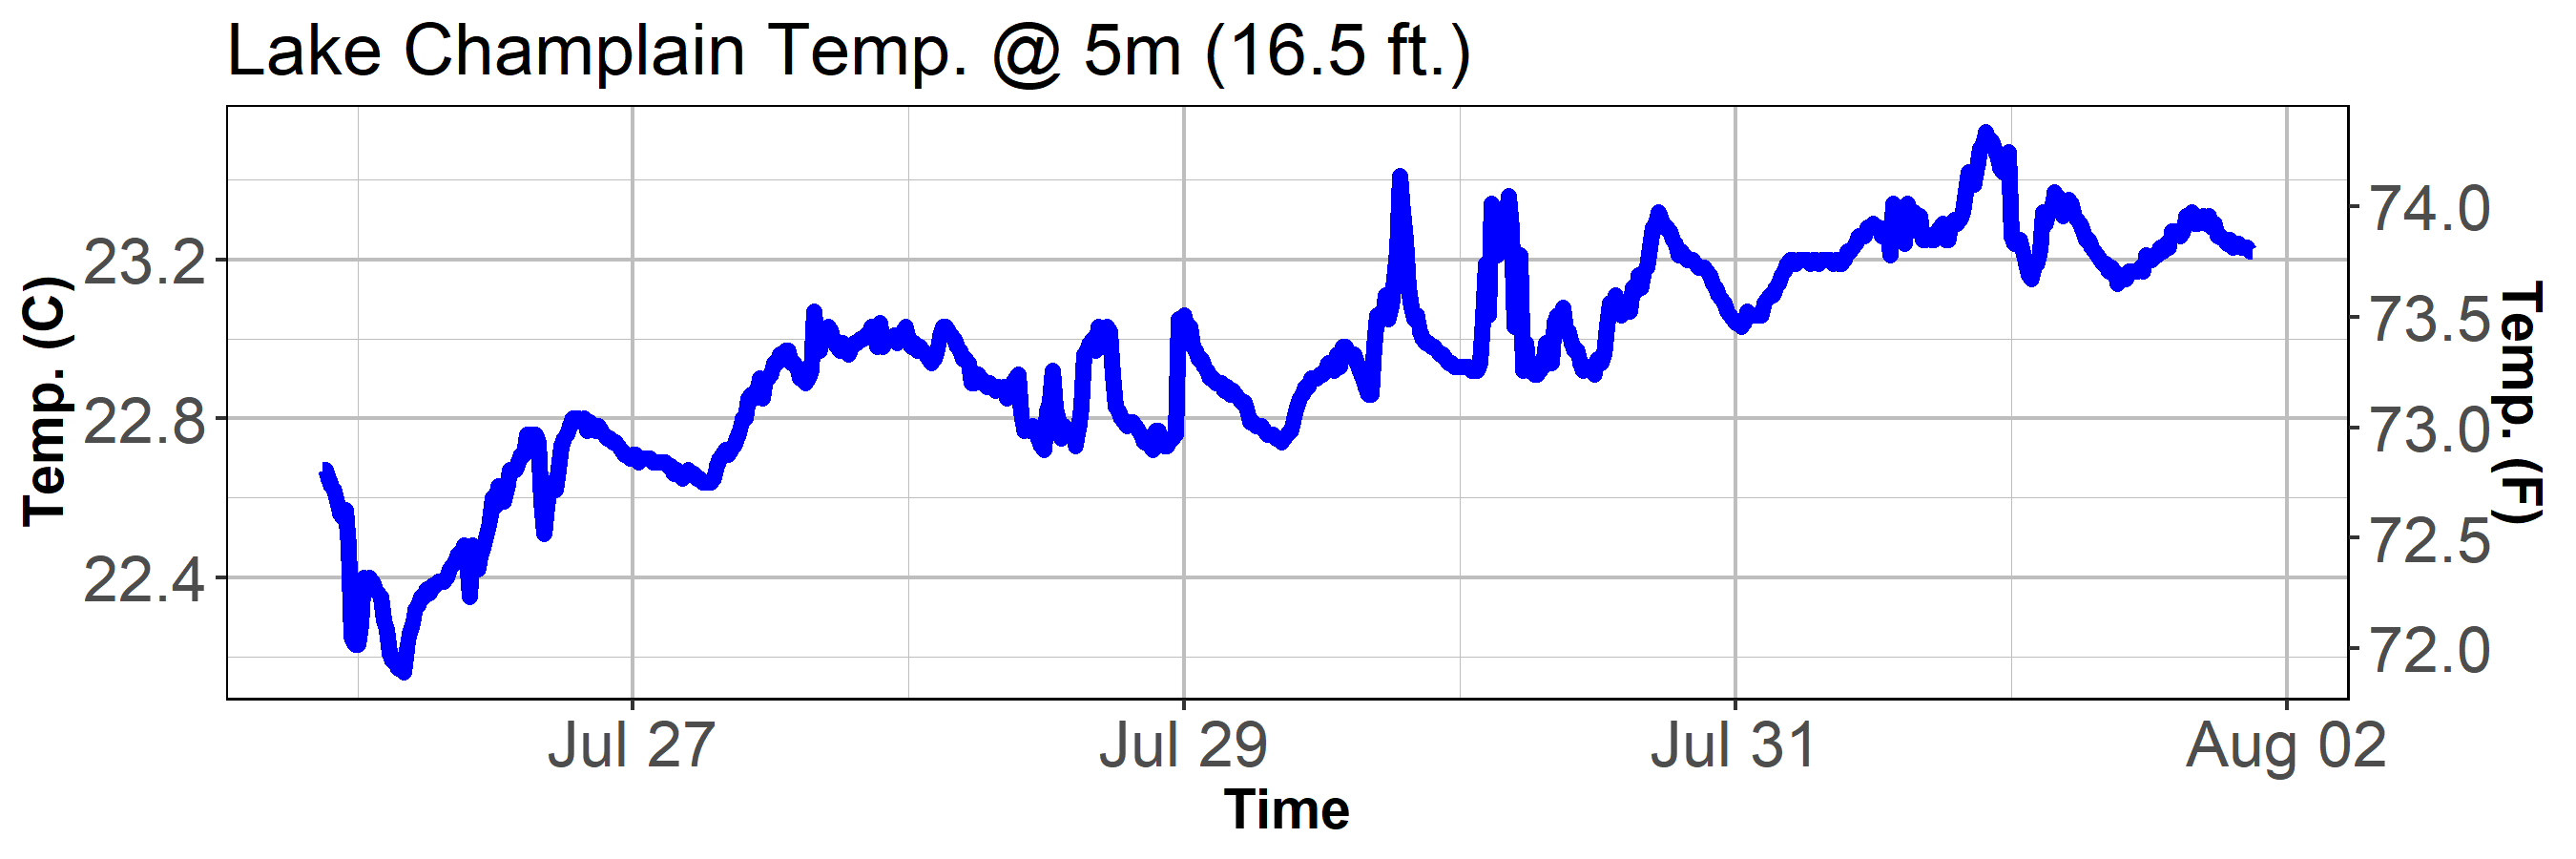 Lake Champlain Temp. @ 5m (16.5 ft.)
Temp. (C)
23.2
22.8
22.4
74.0
73.5
73.0
72.5
72.0
Temp. (F)
Jul 27 Jul 29 Jul 31 Aug 02
Time